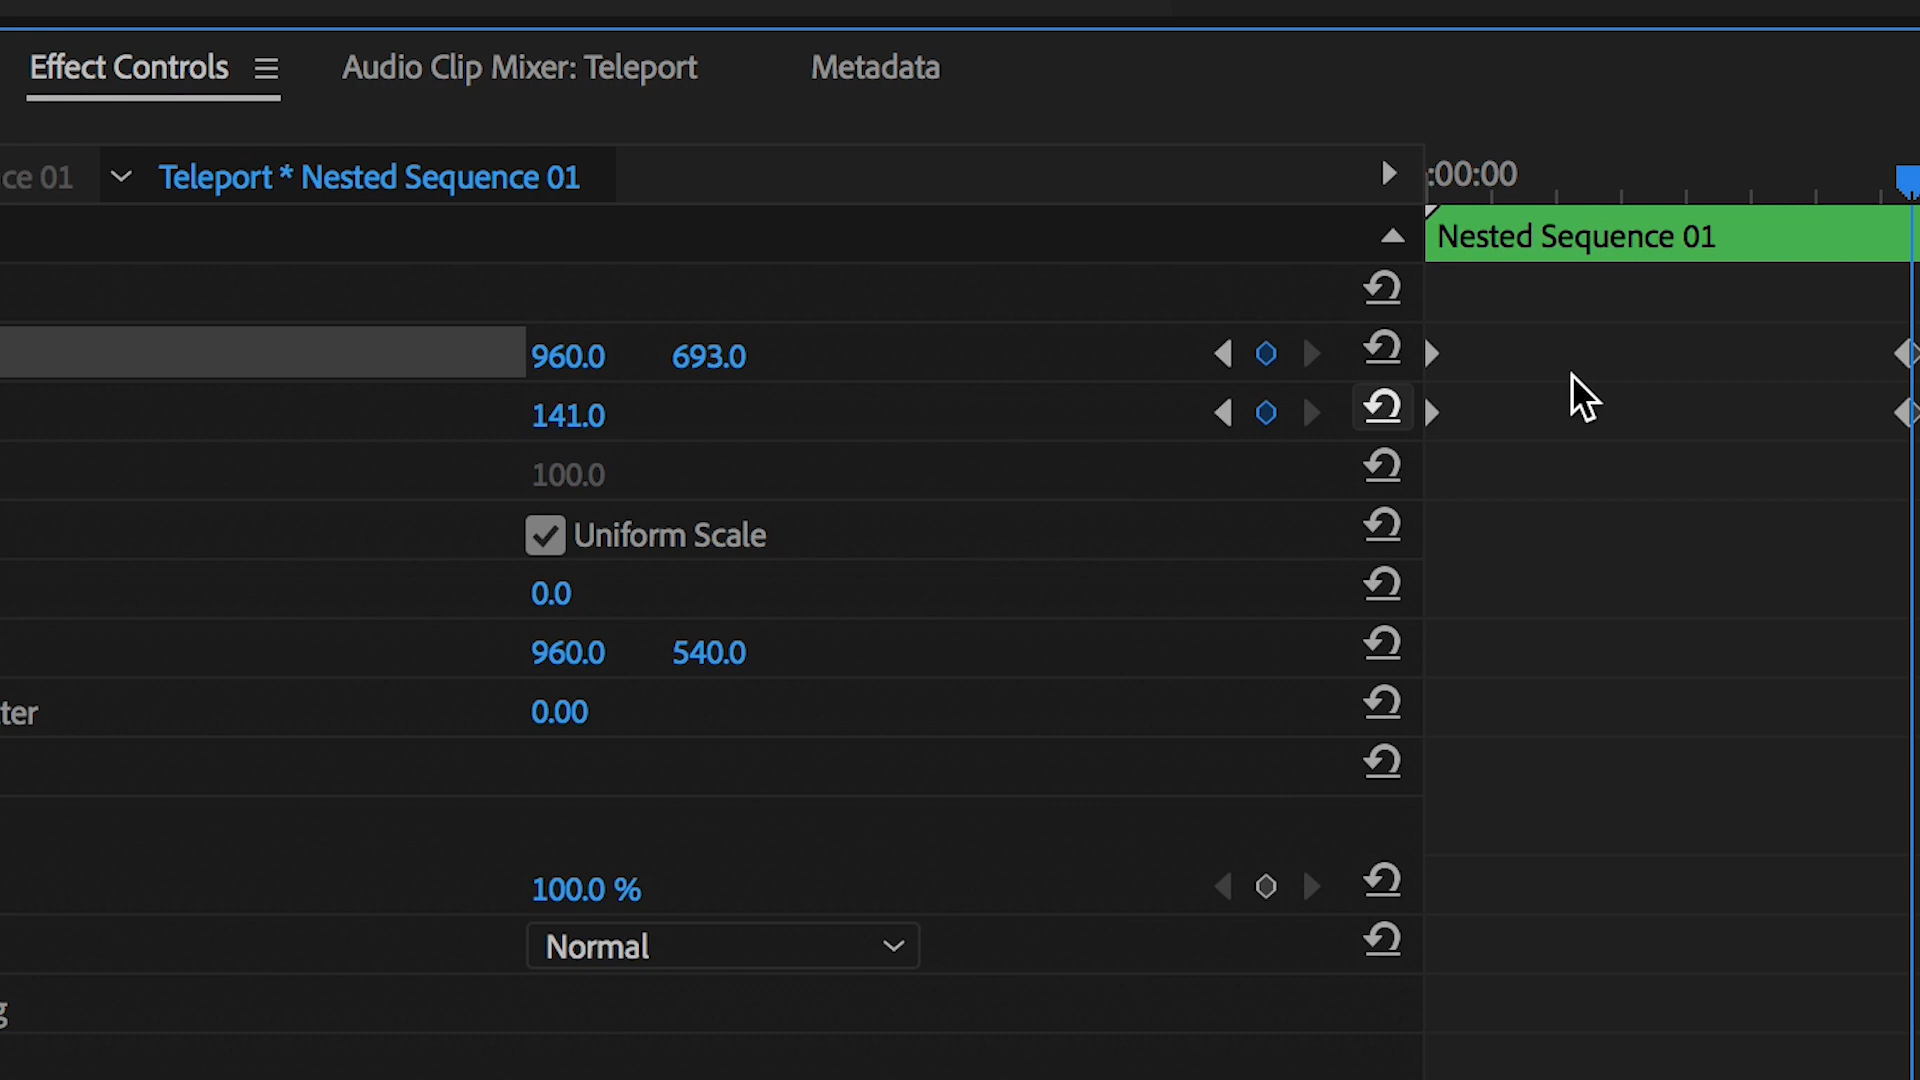 Effect Controls Audio Clip Mixer: Teleport Metadata
ce 01 Teleport * Nested Sequence 01 :00:00
Nested Sequence 01
960.0 693.0
141.0
100.0
Uniform Scale
0.0
960.0 540.0
ter 0.00
100.0 %
Normal
g